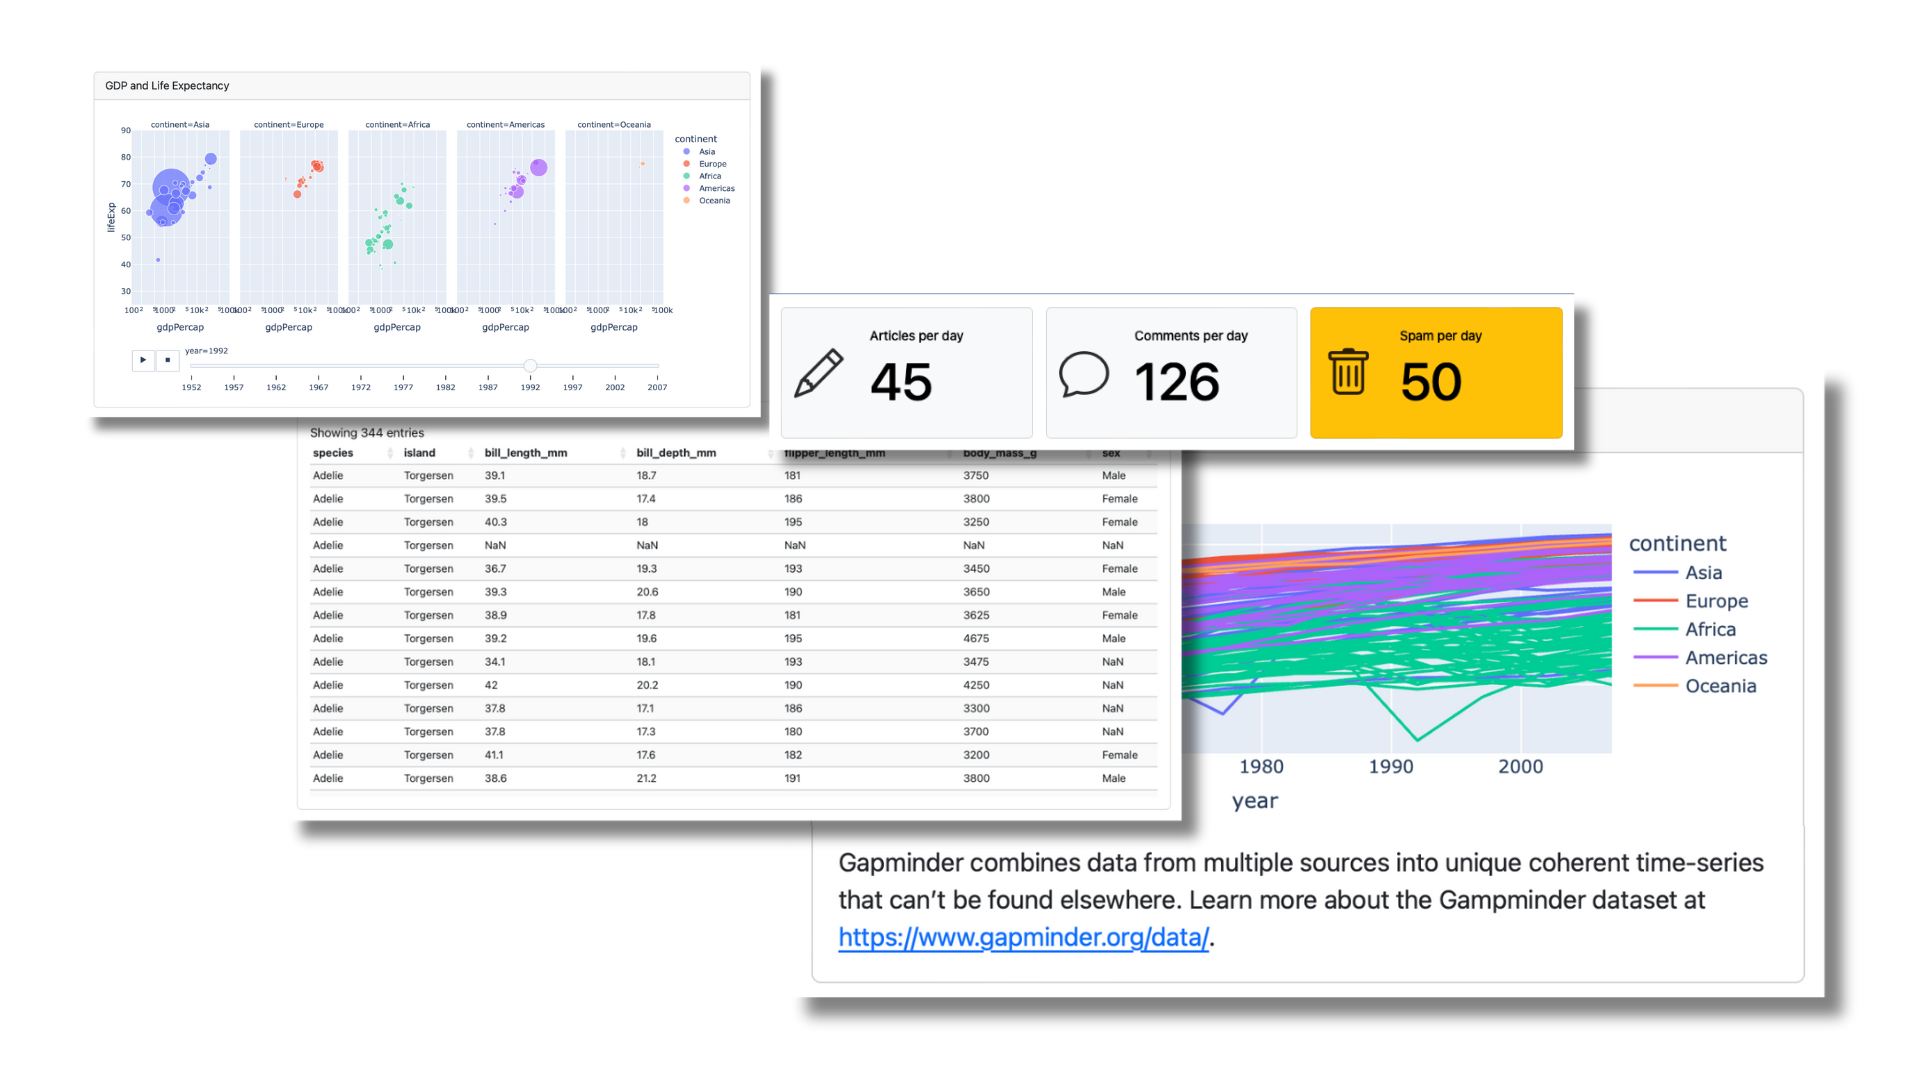 GDP and Life Expectancy
continent=Asia continent=Europe continent=Africa continent=Americas continent=Oceania
continent
Asia
Europe
Africa
Americas
Oceania
lifeExp
90
80
70
60
50
40
30
gdpPercap gdpPercap gdpPercap gdpPercap gdpPercap
year=1992
1952 1957 1962 1967 1972 1977 1982 1987 1992 1997 2002 2007
Articles per day
45
Comments per day
126
Spam per day
50
Showing 344 entries
species island bill_length_mm bill_depth_mm flipper_length_mm body_mass_g sex
Adelie Torgersen 39.1 18.7 181 3750 Male
Adelie Torgersen 39.5 17.4 186 3800 Female
Adelie Torgersen 40.3 18 195 3250 Female
Adelie Torgersen NaN NaN NaN NaN NaN
Adelie Torgersen 36.7 19.3 193 3450 Female
Adelie Torgersen 39.3 20.6 190 3650 Male
Adelie Torgersen 38.9 17.8 181 3625 Female
Adelie Torgersen 39.2 19.6 195 4675 Male
Adelie Torgersen 34.1 18.1 193 3475 NaN
Adelie Torgersen 42 20.2 190 4250 NaN
Adelie Torgersen 37.8 17.1 186 3300 NaN
Adelie Torgersen 37.8 17.3 180 3700 NaN
Adelie Torgersen 41.1 17.6 182 3200 Female
Adelie Torgersen 38.6 21.2 191 3800 Male
continent
Asia
Europe
Africa
Americas
Oceania
1980 1990 2000
year
Gapminder combines data from multiple sources into unique coherent time-series
that can’t be found elsewhere. Learn more about the Gampminder dataset at
https://www.gapminder.org/data/.